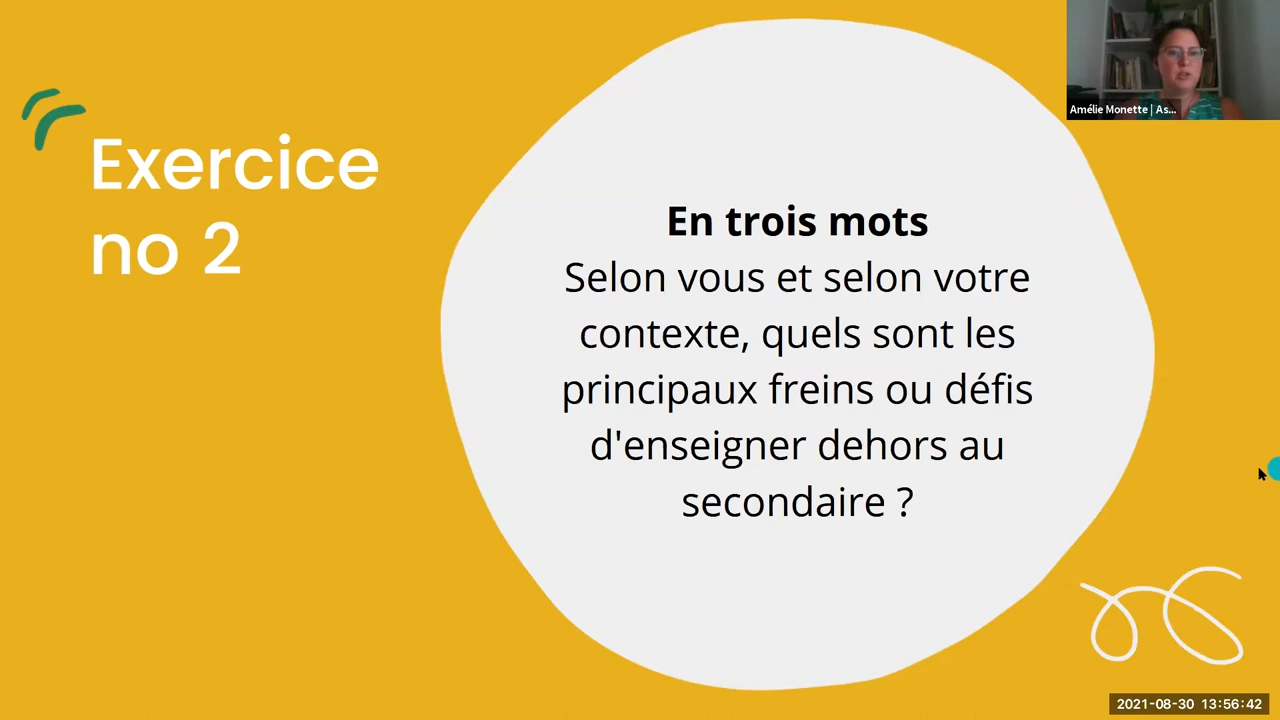 Exercice
no 2
En trois mots
Selon vous et selon votre
contexte, quels sont les
principaux freins ou défis
d'enseigner dehors au
secondaire ?
Amélie Monette | As...
2021-08-30 13:56:42